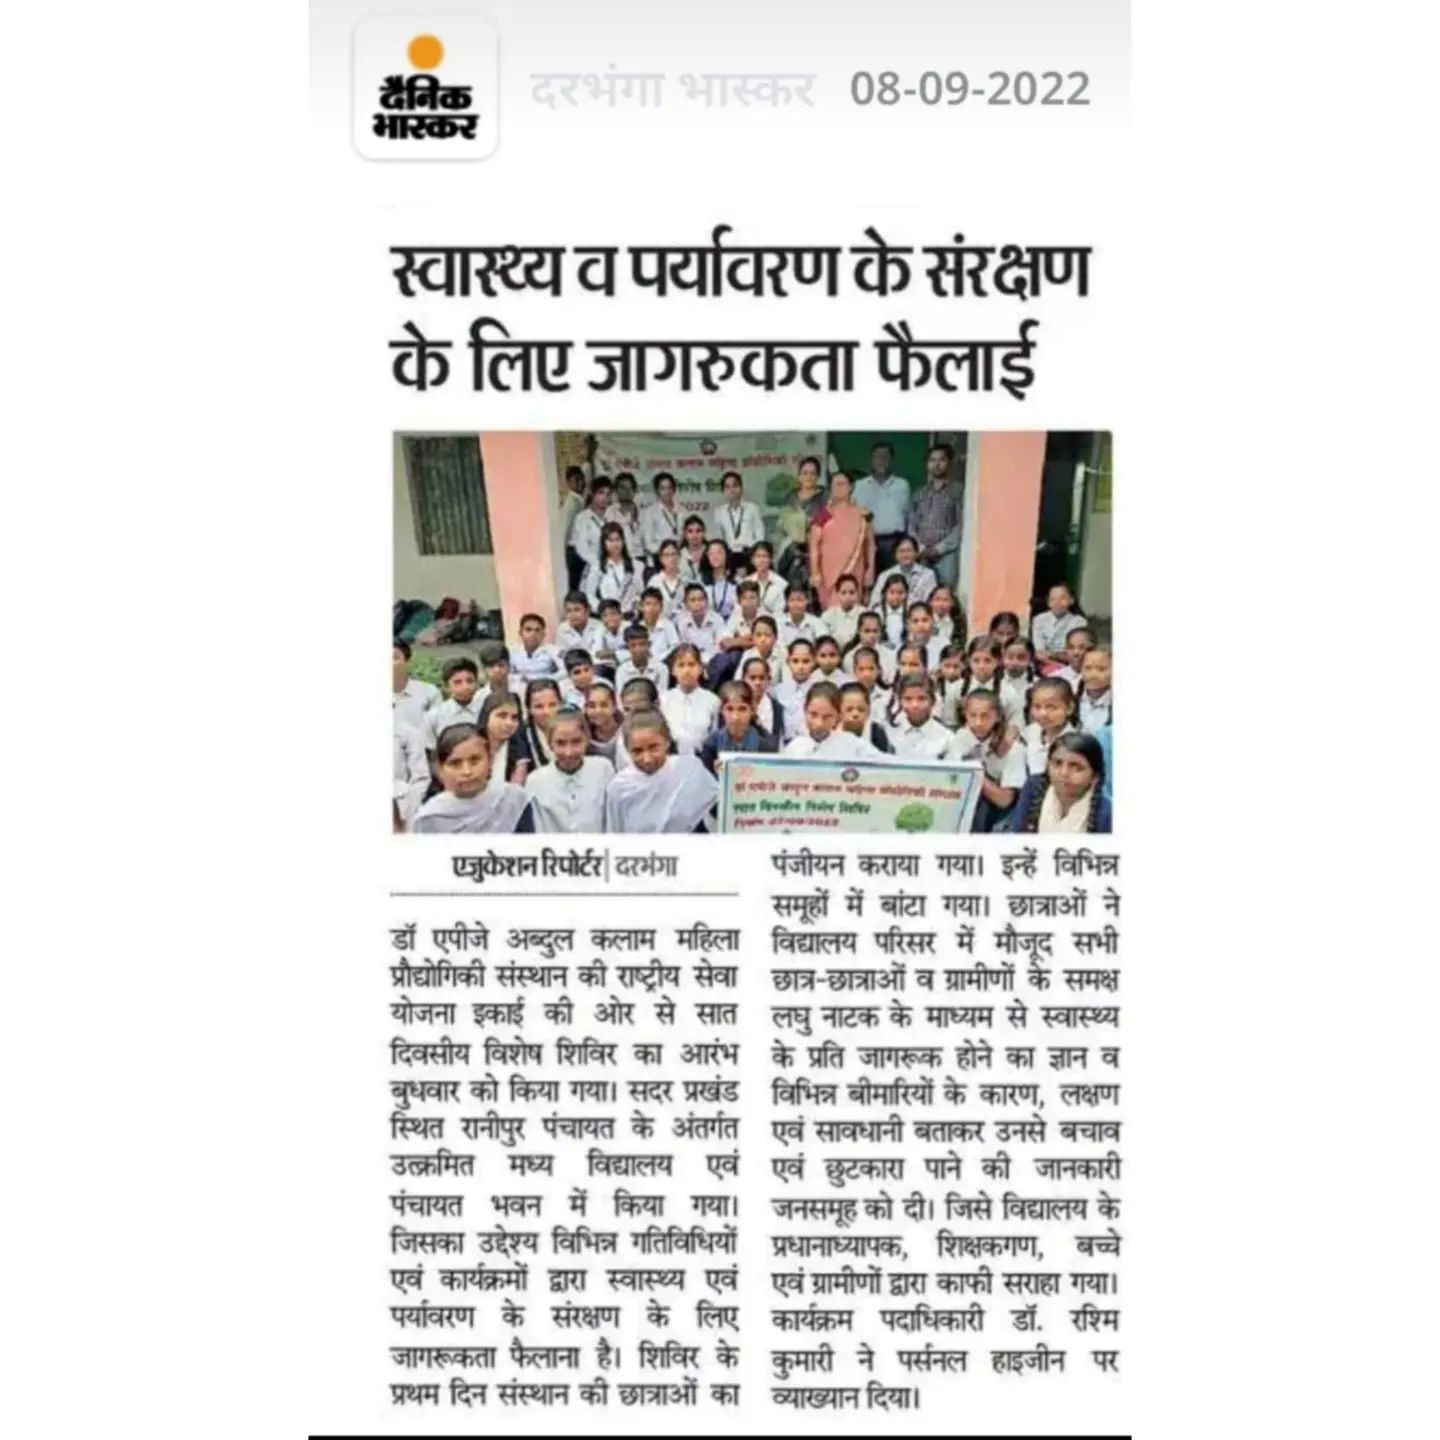 दैनिक
भास्कर
दरभंगा भास्कर 08-09-2022
स्वास्थ्य व पर्यावरण के संरक्षण
के लिए जागरुकता फैलाई
2022
सात दिवसीय विशेष शिविर
दिनांक 07/09/2022
एजुकेशन रिपोर्टर| दरभंगा
डॉ एपीजे अब्दुल कलाम महिला
प्रौद्योगिकी संस्थान की राष्ट्रीय सेवा
योजना इकाई की ओर से सात
दिवसीय विशेष शिविर का आरंभ
बुधवार को किया गया। सदर प्रखंड
स्थित रानीपुर पंचायत के अंतर्गत
उत्क्रमित मध्य विद्यालय एवं
पंचायत भवन में किया गया।
जिसका उद्देश्य विभिन्न गतिविधियों
एवं कार्यक्रमों द्वारा स्वास्थ्य एवं
पर्यावरण के संरक्षण के लिए
जागरूकता फैलाना है। शिविर के
प्रथम दिन संस्थान की छात्राओं का
पंजीयन कराया गया। इन्हें विभिन्न
समूहों में बांटा गया। छात्राओं ने
विद्यालय परिसर में मौजूद सभी
छात्र-छात्राओं व ग्रामीणों के समक्ष
लघु नाटक के माध्यम से स्वास्थ्य
के प्रति जागरूक होने का ज्ञान व
विभिन्न बीमारियों के कारण, लक्षण
एवं सावधानी बताकर उनसे बचाव
एवं छुटकारा पाने की जानकारी
जनसमूह को दी। जिसे विद्यालय के
प्रधानाध्यापक, शिक्षकगण, बच्चे
एवं ग्रामीणों द्वारा काफी सराहा गया।
कार्यक्रम पदाधिकारी डॉ. रश्मि
कुमारी ने पर्सनल हाइजीन पर
व्याख्यान दिया।